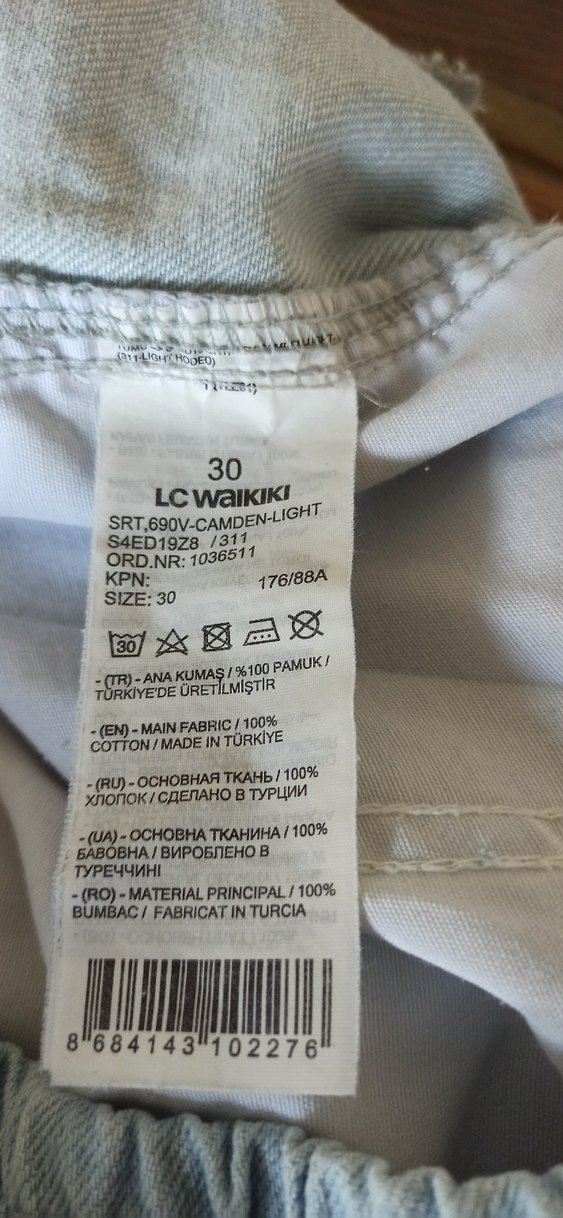 (311-LIGHT RODEO)
30
LC WAIKIKI
SRT,690V-CAMDEN-LIGHT
S4ED19Z8 /311
ORD.NR: 1036511
KPN: 176/88A
SIZE: 30
30
- (TR) - ANA KUMAŞ / %100 PAMUK /
TÜRKİYE'DE ÜRETİLMİŞTİR
- (EN) - MAIN FABRIC / 100%
COTTON / MADE IN TÜRKİYE
- (RU) - ОСНОВНАЯ ТКАНЬ / 100%
ХЛОПОК / СДЕЛАНО В ТУРЦИИ
- (UA) - ОСНОВНА ТКАНИНА / 100%
БАВОВНА / ВИРОБЛЕНО В
ТУРЕЧЧИНІ
- (RO) - MATERIAL PRINCIPAL / 100%
BUMBAC / FABRICAT IN TURCIA
8 684143 102276